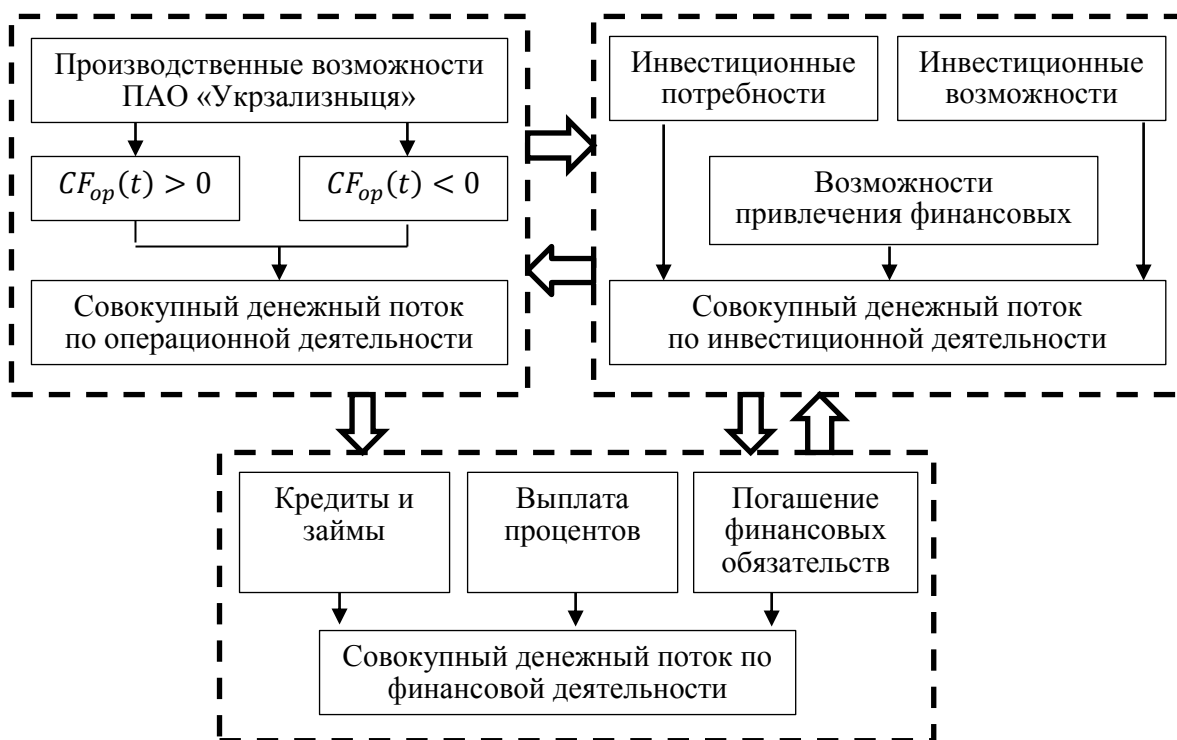 Производственные возможности
ПАО «Укрзализныця»
CF_op(t) > 0
CF_op(t) < 0
Совокупный денежный поток
по операционной деятельности
Инвестиционные
потребности
Инвестиционные
возможности
Возможности
привлечения финансовых
Совокупный денежный поток
по инвестиционной деятельности
Кредиты и
займы
Выплата
процентов
Погашение
финансовых
обязательств
Совокупный денежный поток по
финансовой деятельности